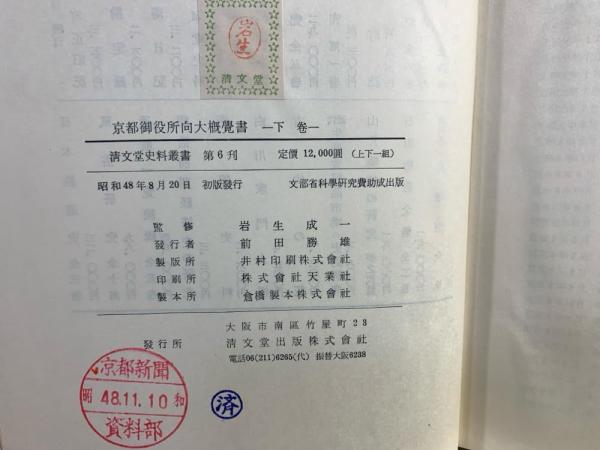 岩生
清文堂
京都御役所向大概覺書 ―下 卷―
清文堂史料叢書 第6刊 定價 12,000圓 (上下一組)
昭和48年8月20日 初版發行 文部省科學研究費助成出版
監修 岩生成一
發行者 前田勝雄
製版所 井村印刷株式會社
印刷所 株式會社天業社
製本所 倉橋製本株式會社
大阪市南區竹屋町23
發行所 清文堂出版株式會社
電話06(211)6265(代) 振替大阪6238
京都新聞
昭 48.11.10 和
資料部
済